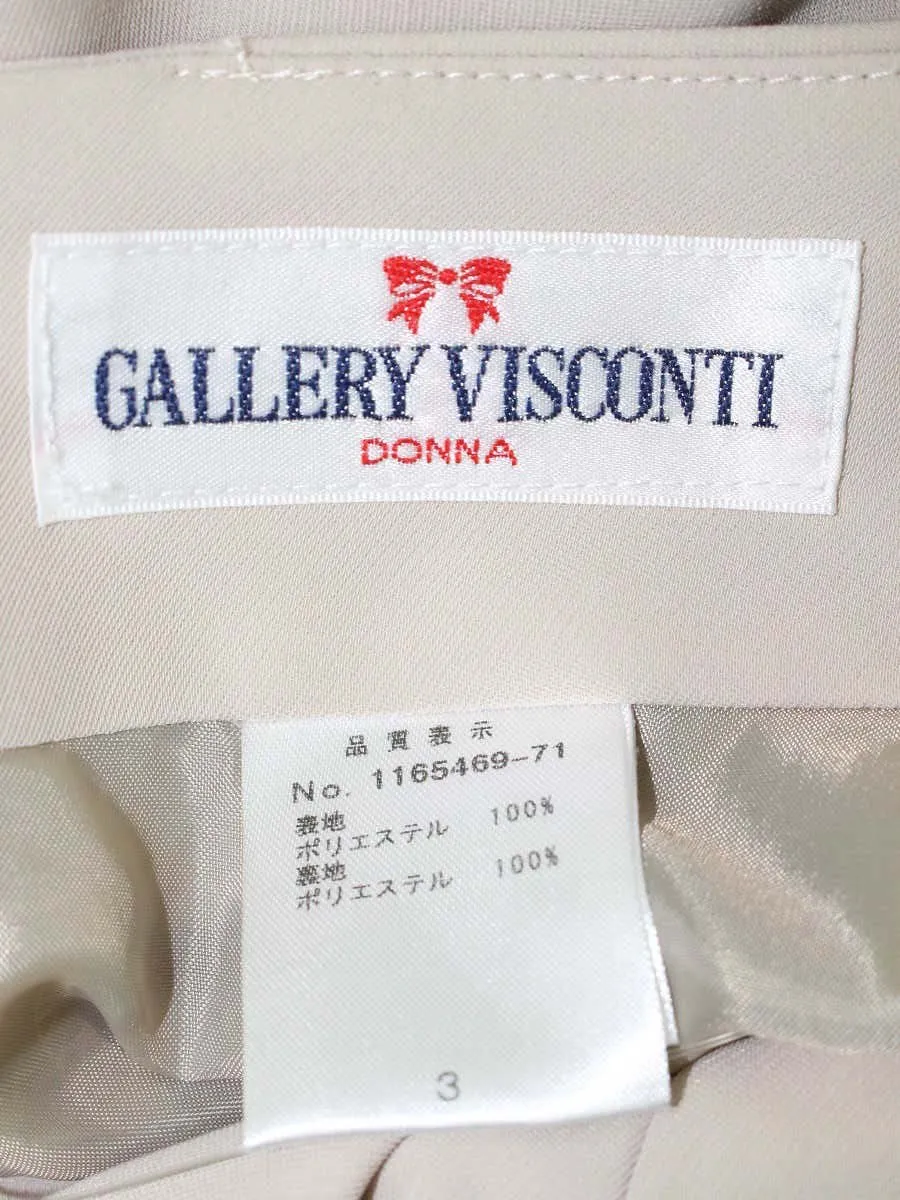 GALLERY VISCONTI
DONNA
品質表示
No. 1165469-71
表地
ポリエステル 100%
裏地
ポリエステル 100%
3